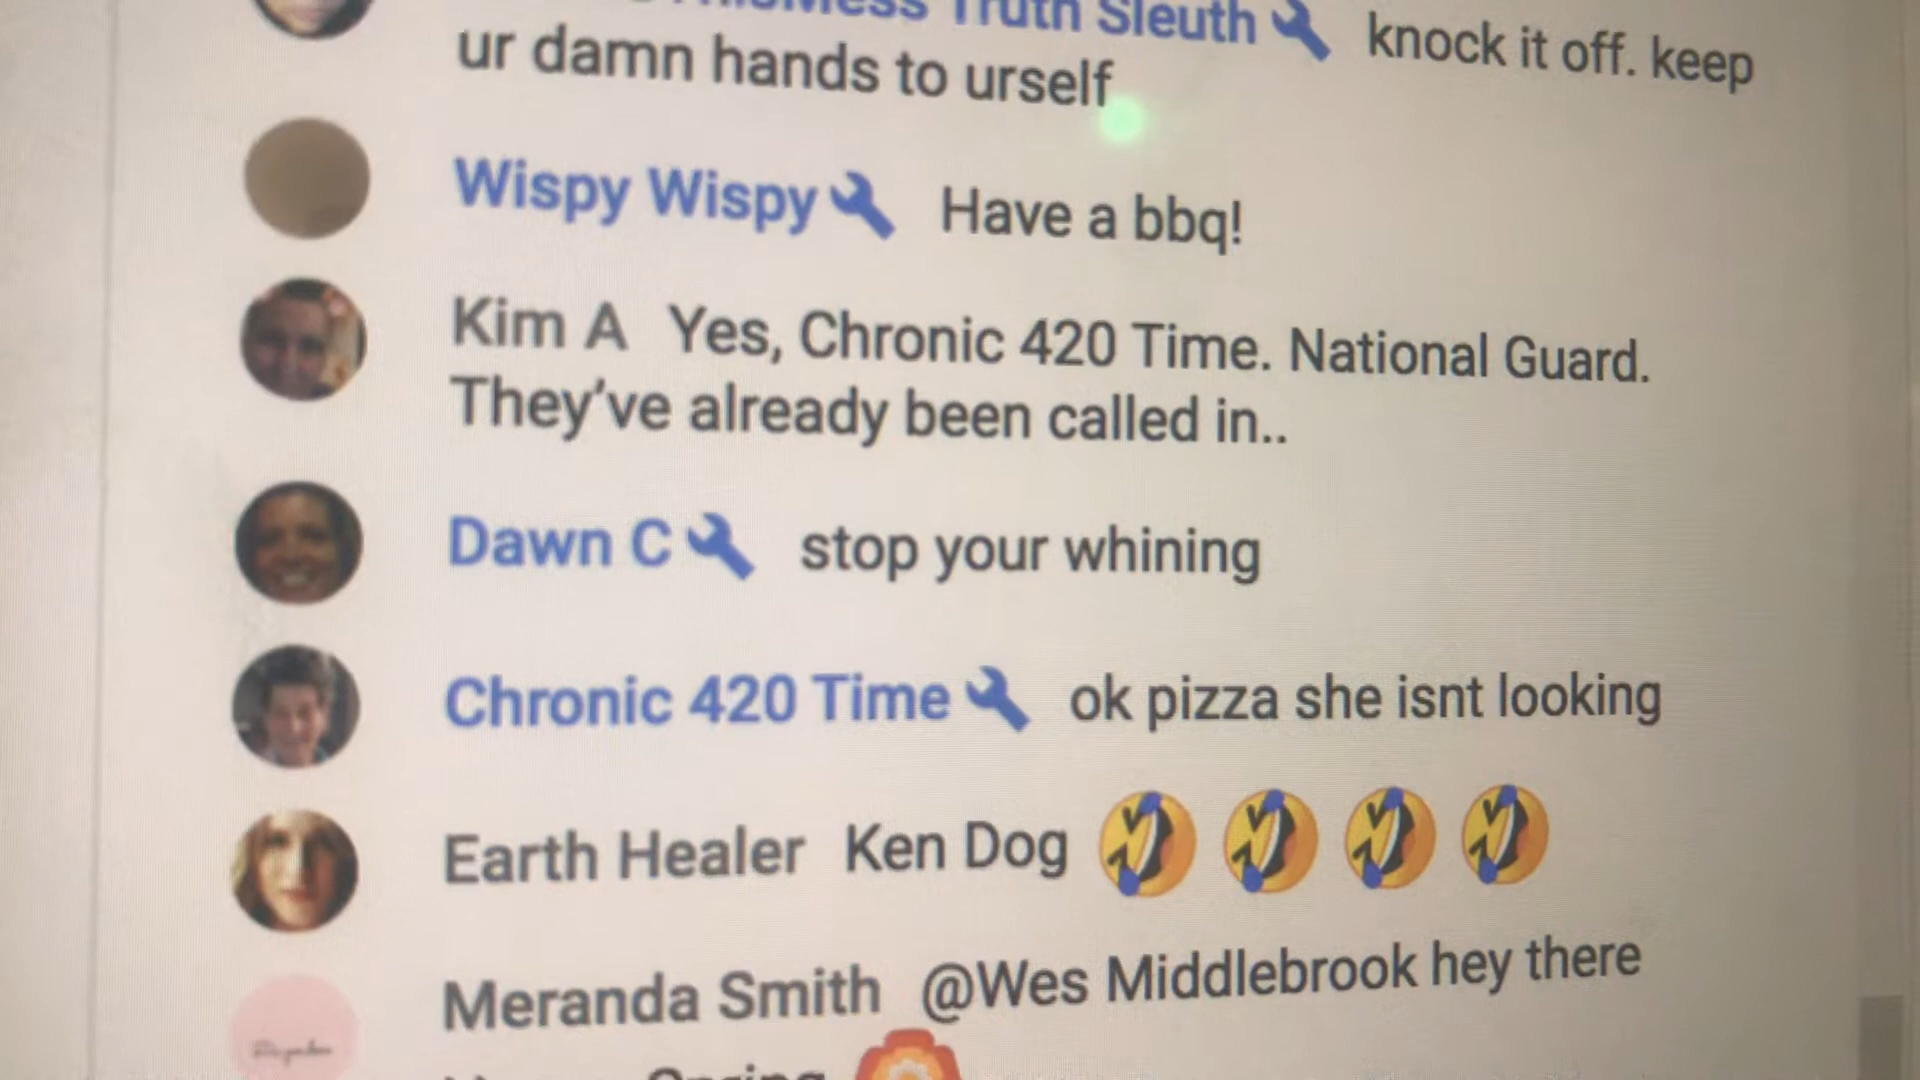 Truth Sleuth knock it off. keep
ur damn hands to urself
Wispy Wispy Have a bbq!
Kim A Yes, Chronic 420 Time. National Guard.
They've already been called in..
Dawn C stop your whining
Chronic 420 Time ok pizza she isnt looking
Earth Healer Ken Dog 🤣 🤣 🤣 🤣
Meranda Smith @Wes Middlebrook hey there